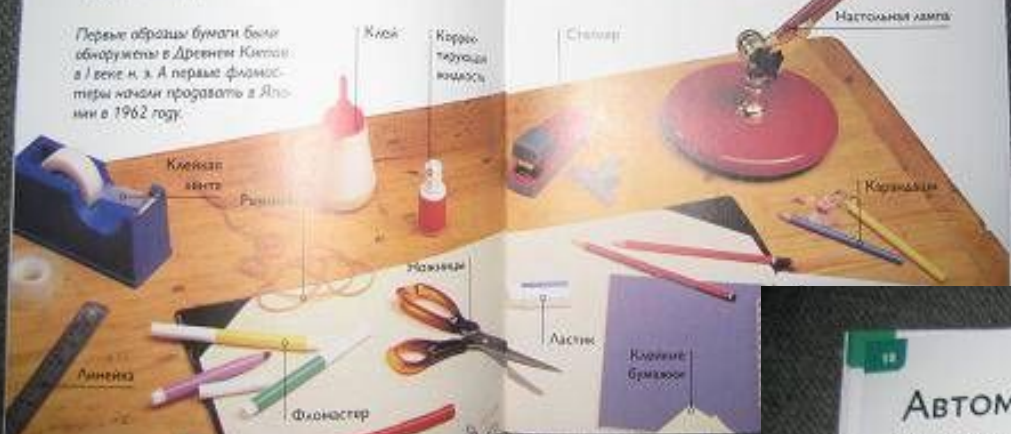 Первые образцы бумаги были
обнаружены в Древнем Китае
в I веке н. э. А первые фломас-
теры начали продавать в Япо-
нии в 1962 году.
Клей
Коррек-
тирующая
жидкость
Степлер
Настольная лампа
Клейкая
лента
Карандаши
Ножницы
Ластик
Клейкие
бумажки
Линейка
Фломастер
Автом